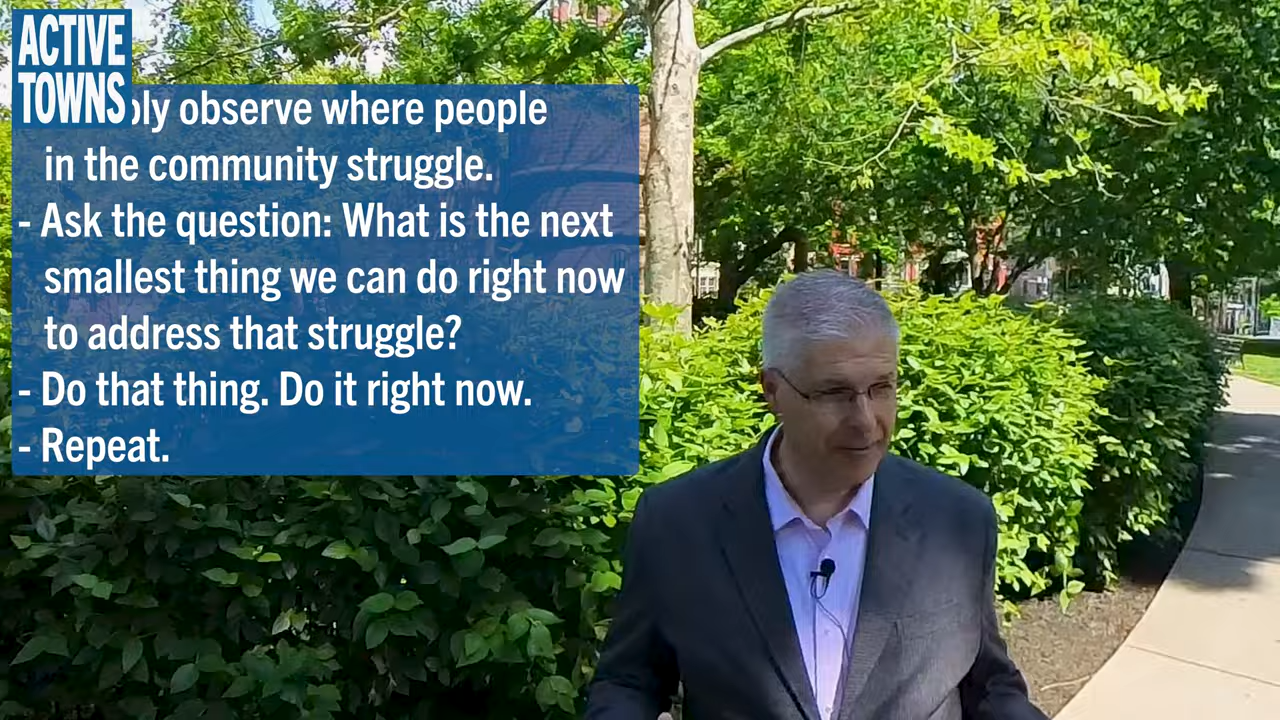 ACTIVE
TOWNS
observe where people
in the community struggle.
- Ask the question: What is the next
smallest thing we can do right now
to address that struggle?
- Do that thing. Do it right now.
- Repeat.